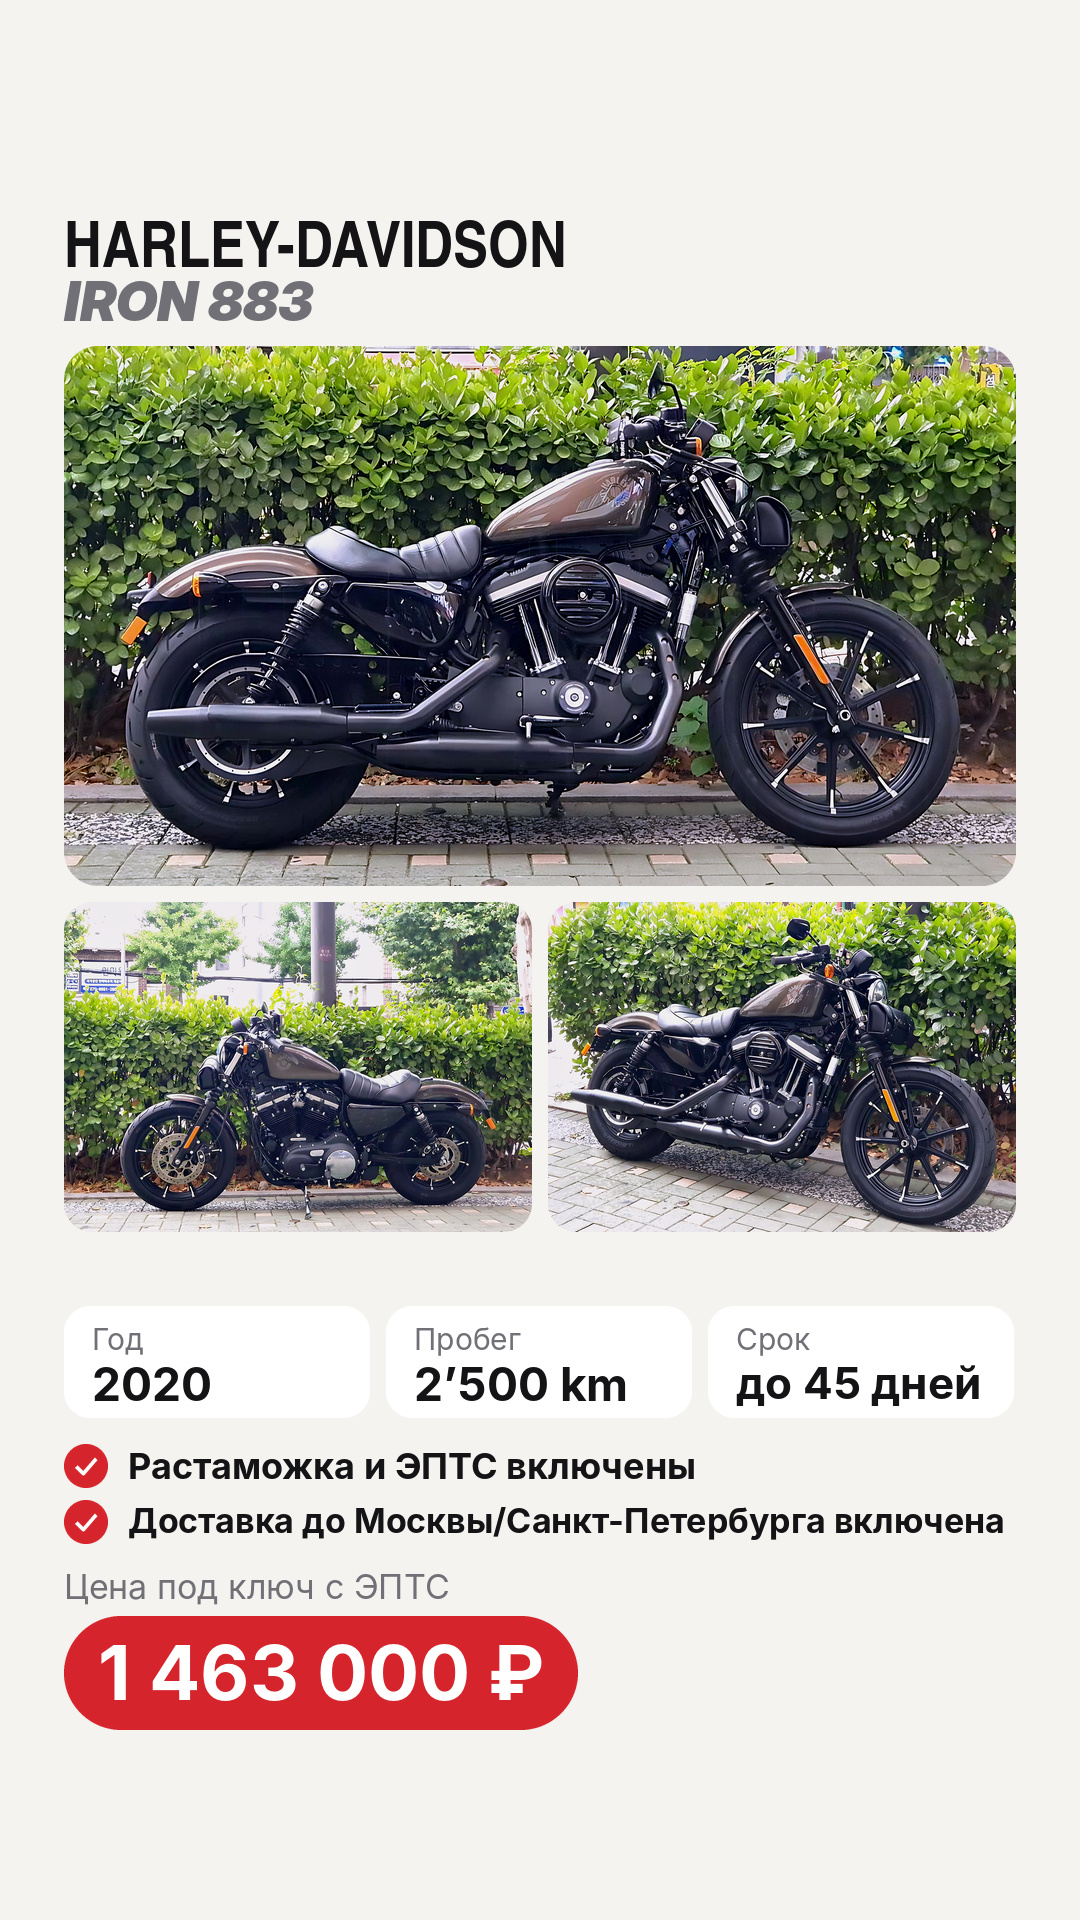 HARLEY-DAVIDSON
IRON 883
Год
2020
Пробег
2’500 km
Срок
до 45 дней
Растаможка и ЭПТС включены
Доставка до Москвы/Санкт-Петербурга включена
Цена под ключ с ЭПТС
1 463 000 ₽